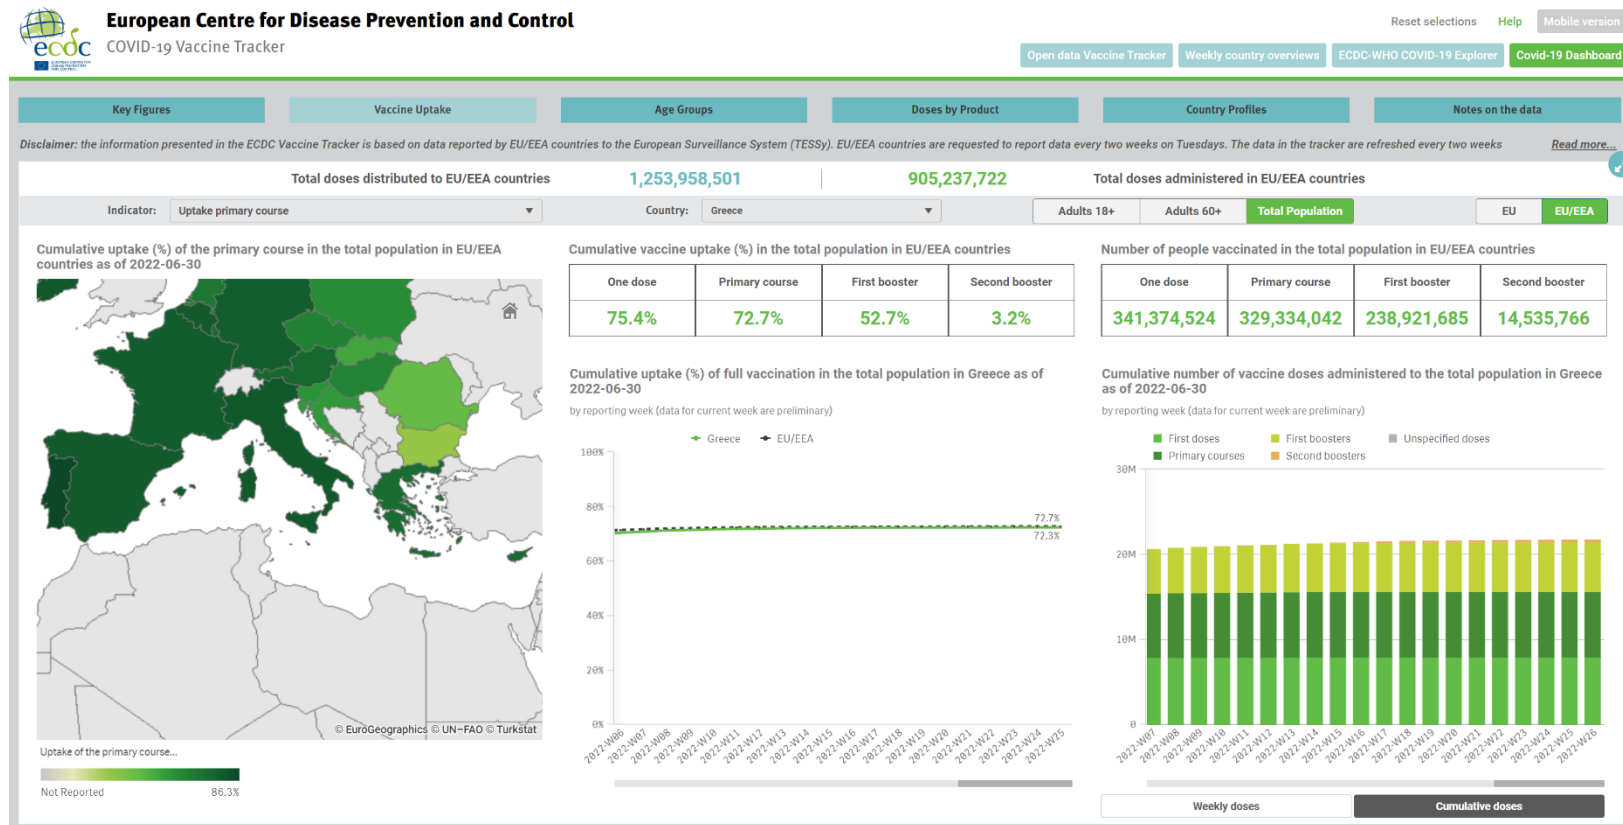 European Centre for Disease Prevention and Control
COVID-19 Vaccine Tracker
ecdc
EUROPEAN CENTRE FOR DISEASE PREVENTION AND CONTROL
Reset selections Help Mobile version
Open data Vaccine Tracker Weekly country overviews ECDC-WHO COVID-19 Explorer Covid-19 Dashboard
Key Figures Vaccine Uptake Age Groups Doses by Product Country Profiles Notes on the data
Disclaimer: the information presented in the ECDC Vaccine Tracker is based on data reported by EU/EEA countries to the European Surveillance System (TESSy). EU/EEA countries are requested to report data every two weeks on Tuesdays. The data in the tracker are refreshed every two weeks Read more...
Total doses distributed to EU/EEA countries 1,253,958,501 905,237,722 Total doses administered in EU/EEA countries
Indicator: Uptake primary course Country: Greece Adults 18+ Adults 60+ Total Population EU EU/EEA
Cumulative uptake (%) of the primary course in the total population in EU/EEA
countries as of 2022-06-30
© EuroGeographics © UN-FAO © Turkstat
Uptake of the primary course...
Not Reported 86.3%
Cumulative vaccine uptake (%) in the total population in EU/EEA countries
One dose Primary course First booster Second booster
75.4% 72.7% 52.7% 3.2%
Cumulative uptake (%) of full vaccination in the total population in Greece as of
2022-06-30
by reporting week (data for current week are preliminary)
Greece EU/EEA
100%
80%
72.7%
72.3%
60%
40%
20%
0%
2022-W06 2022-W07 2022-W08 2022-W09 2022-W10 2022-W11 2022-W12 2022-W13 2022-W14 2022-W15 2022-W16 2022-W17 2022-W18 2022-W19 2022-W20 2022-W21 2022-W22 2022-W23 2022-W24 2022-W25
Number of people vaccinated in the total population in EU/EEA countries
One dose Primary course First booster Second booster
341,374,524 329,334,042 238,921,685 14,535,766
Cumulative number of vaccine doses administered to the total population in Greece
as of 2022-06-30
by reporting week (data for current week are preliminary)
First doses First boosters Unspecified doses
Primary courses Second boosters
30M
20M
10M
0
2022-W07 2022-W08 2022-W09 2022-W10 2022-W11 2022-W12 2022-W13 2022-W14 2022-W15 2022-W16 2022-W17 2022-W18 2022-W19 2022-W20 2022-W21 2022-W22 2022-W23 2022-W24 2022-W25 2022-W26
Weekly doses Cumulative doses